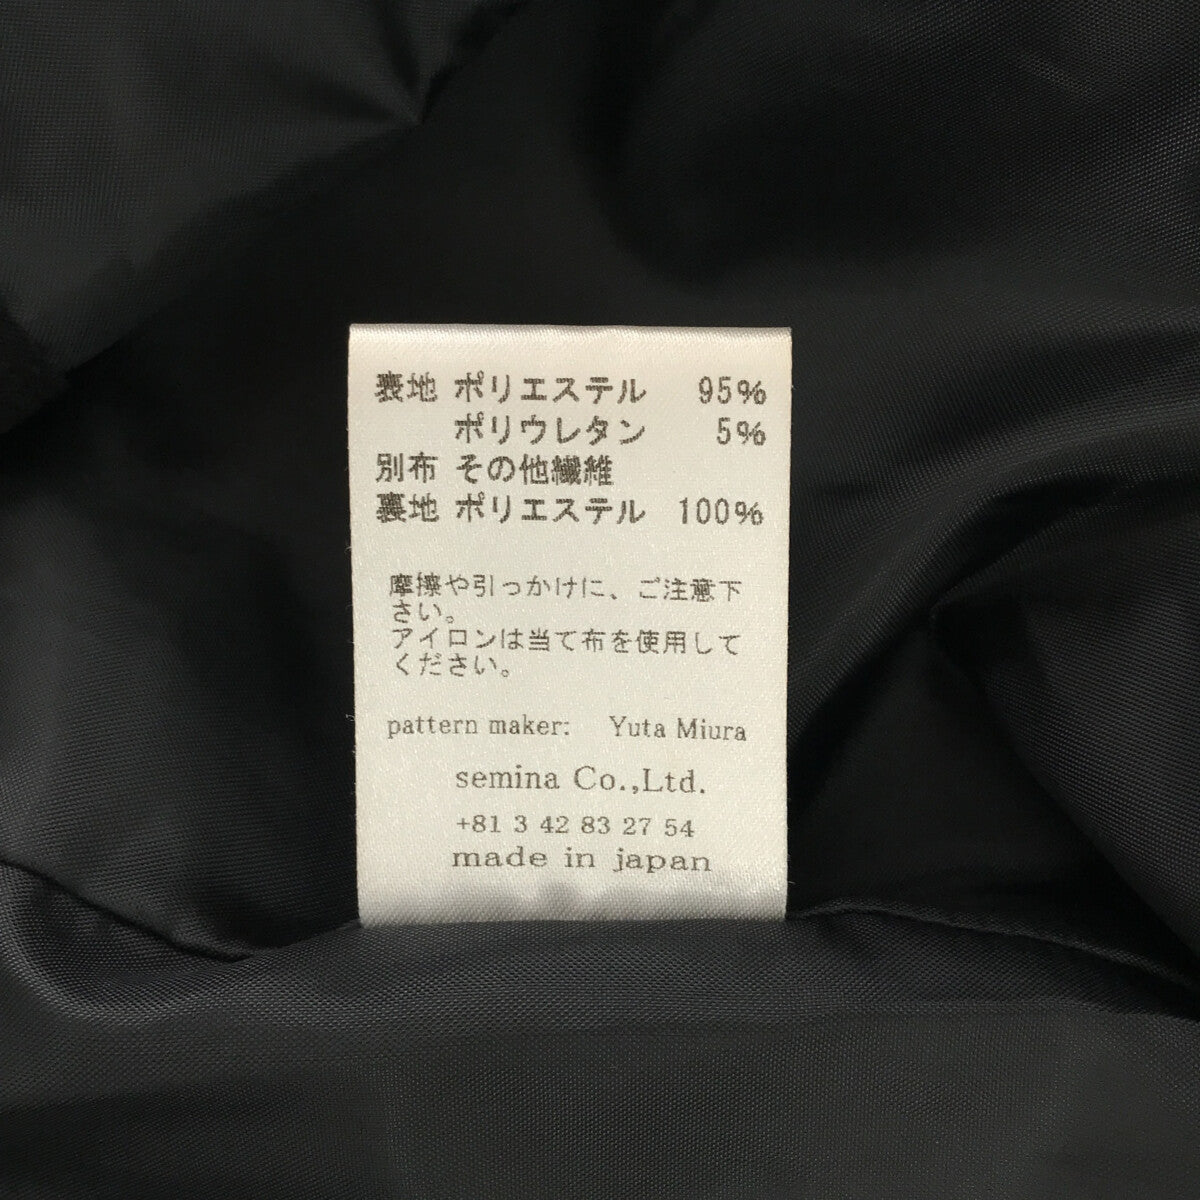 表地 ポリエステル 95%
ポリウレタン 5%
別布 その他繊維
裏地 ポリエステル 100%
摩擦や引っかけに、ご注意下
さい。
アイロンは当て布を使用して
ください。
pattern maker: Yuta Miura
semina Co.,Ltd.
+81 3 42 83 27 54
made in japan